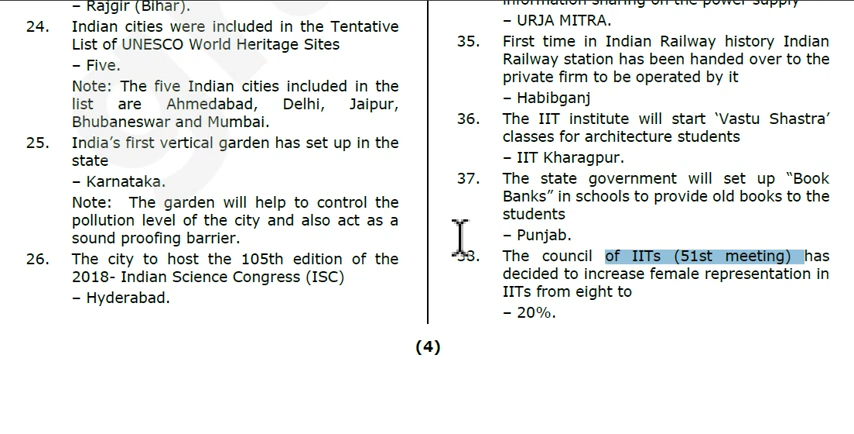 – Rajgir (Bihar).
24. Indian cities were included in the Tentative
List of UNESCO World Heritage Sites
– Five.
Note: The five Indian cities included in the
list are Ahmedabad, Delhi, Jaipur,
Bhubaneswar and Mumbai.
25. India's first vertical garden has set up in the
state
– Karnataka.
Note: The garden will help to control the
pollution level of the city and also act as a
sound proofing barrier.
26. The city to host the 105th edition of the
2018- Indian Science Congress (ISC)
– Hyderabad.
information sharing on the power supply
– URJA MITRA.
35. First time in Indian Railway history Indian
Railway station has been handed over to the
private firm to be operated by it
– Habibganj
36. The IIT institute will start ‘Vastu Shastra’
classes for architecture students
– IIT Kharagpur.
37. The state government will set up “Book
Banks” in schools to provide old books to the
students
– Punjab.
The council of IITs (51st meeting) has
decided to increase female representation in
IITs from eight to
– 20%.
(4)